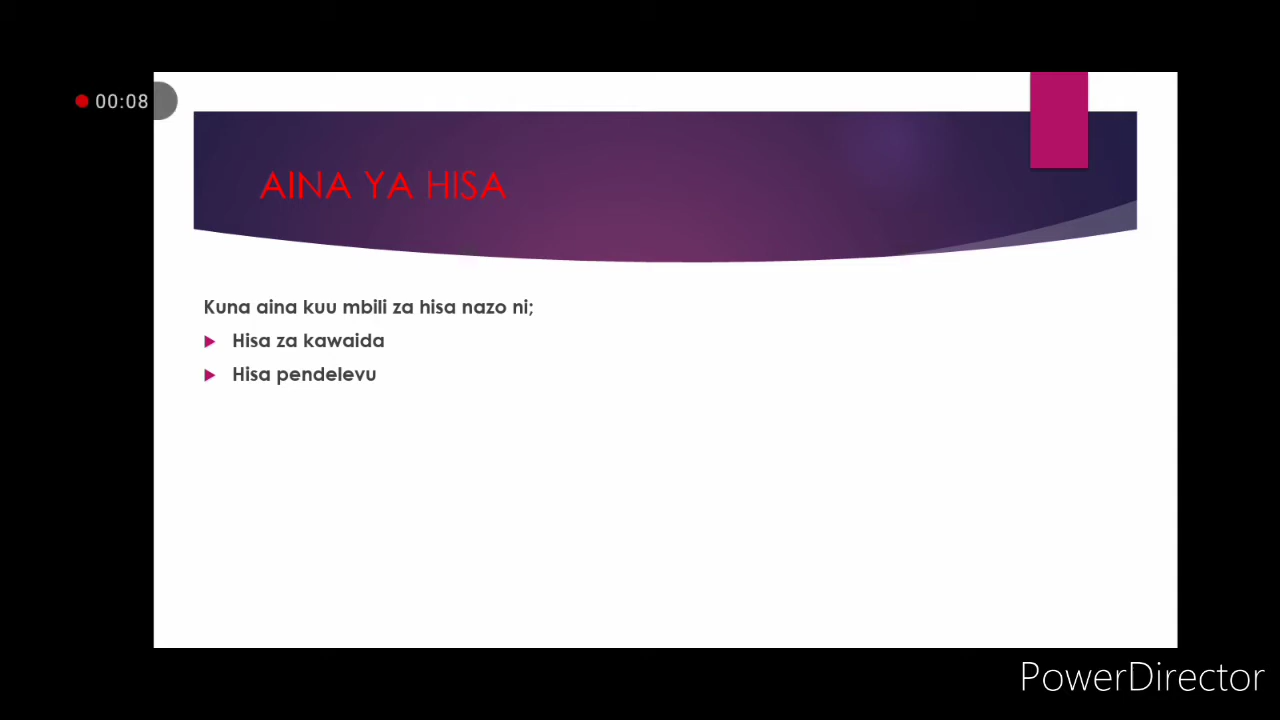 00:08
AINA YA HISA
Kuna aina kuu mbili za hisa nazo ni;
Hisa za kawaida
Hisa pendelevu
PowerDirector